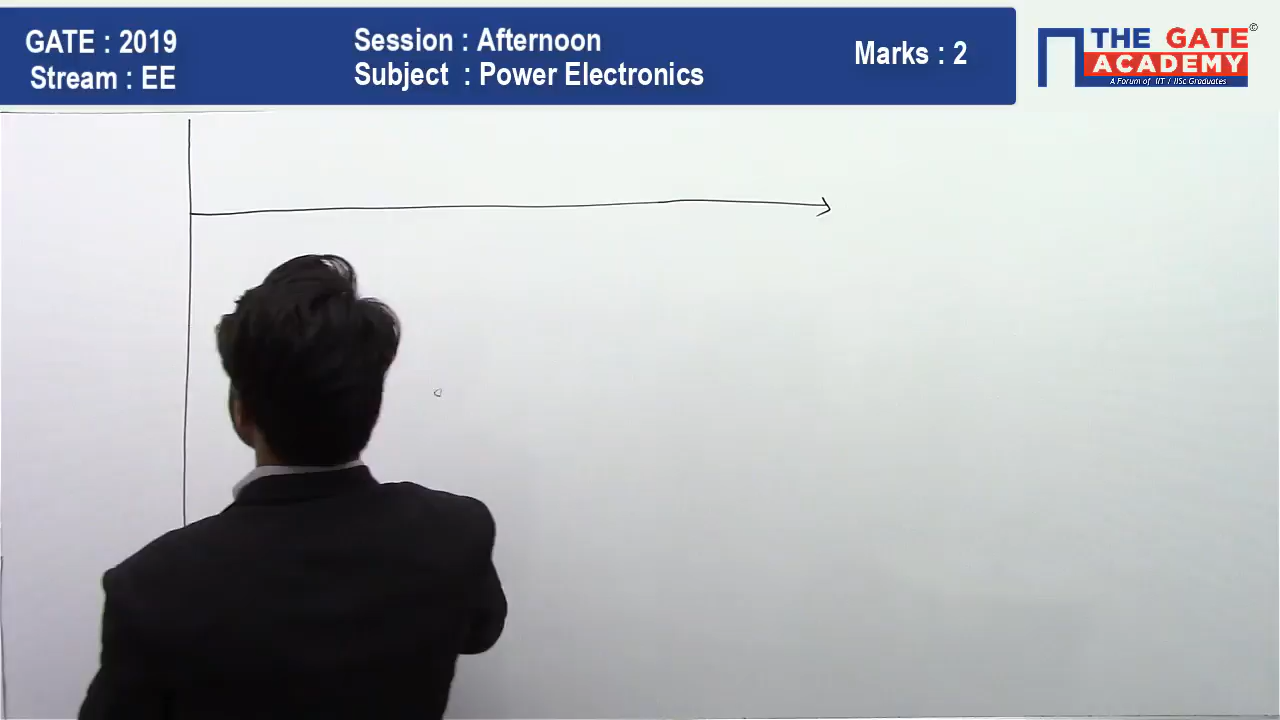 GATE : 2019
Stream : EE
Session : Afternoon
Subject : Power Electronics
Marks : 2
THE GATE
ACADEMY
A Forum of IIT / IISc Graduates
©